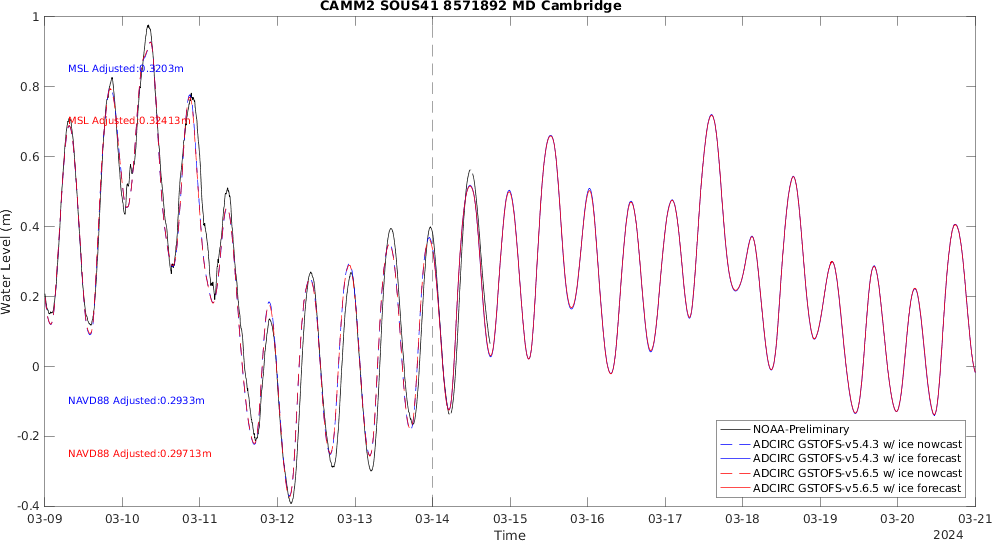 CAMM2 SOUS41 8571892 MD Cambridge
1
0.8
0.6
0.4
0.2
0
-0.2
-0.4
Water Level (m)
MSL Adjusted:0.3203m
MSL Adjusted:0.32413m
NAVD88 Adjusted:0.2933m
NAVD88 Adjusted:0.29713m
NOAA-Preliminary
ADCIRC GSTOFS-v5.4.3 w/ ice nowcast
ADCIRC GSTOFS-v5.4.3 w/ ice forecast
ADCIRC GSTOFS-v5.6.5 w/ ice nowcast
ADCIRC GSTOFS-v5.6.5 w/ ice forecast
03-09 03-10 03-11 03-12 03-13 03-14 03-15 03-16 03-17 03-18 03-19 03-20 03-21
Time
2024